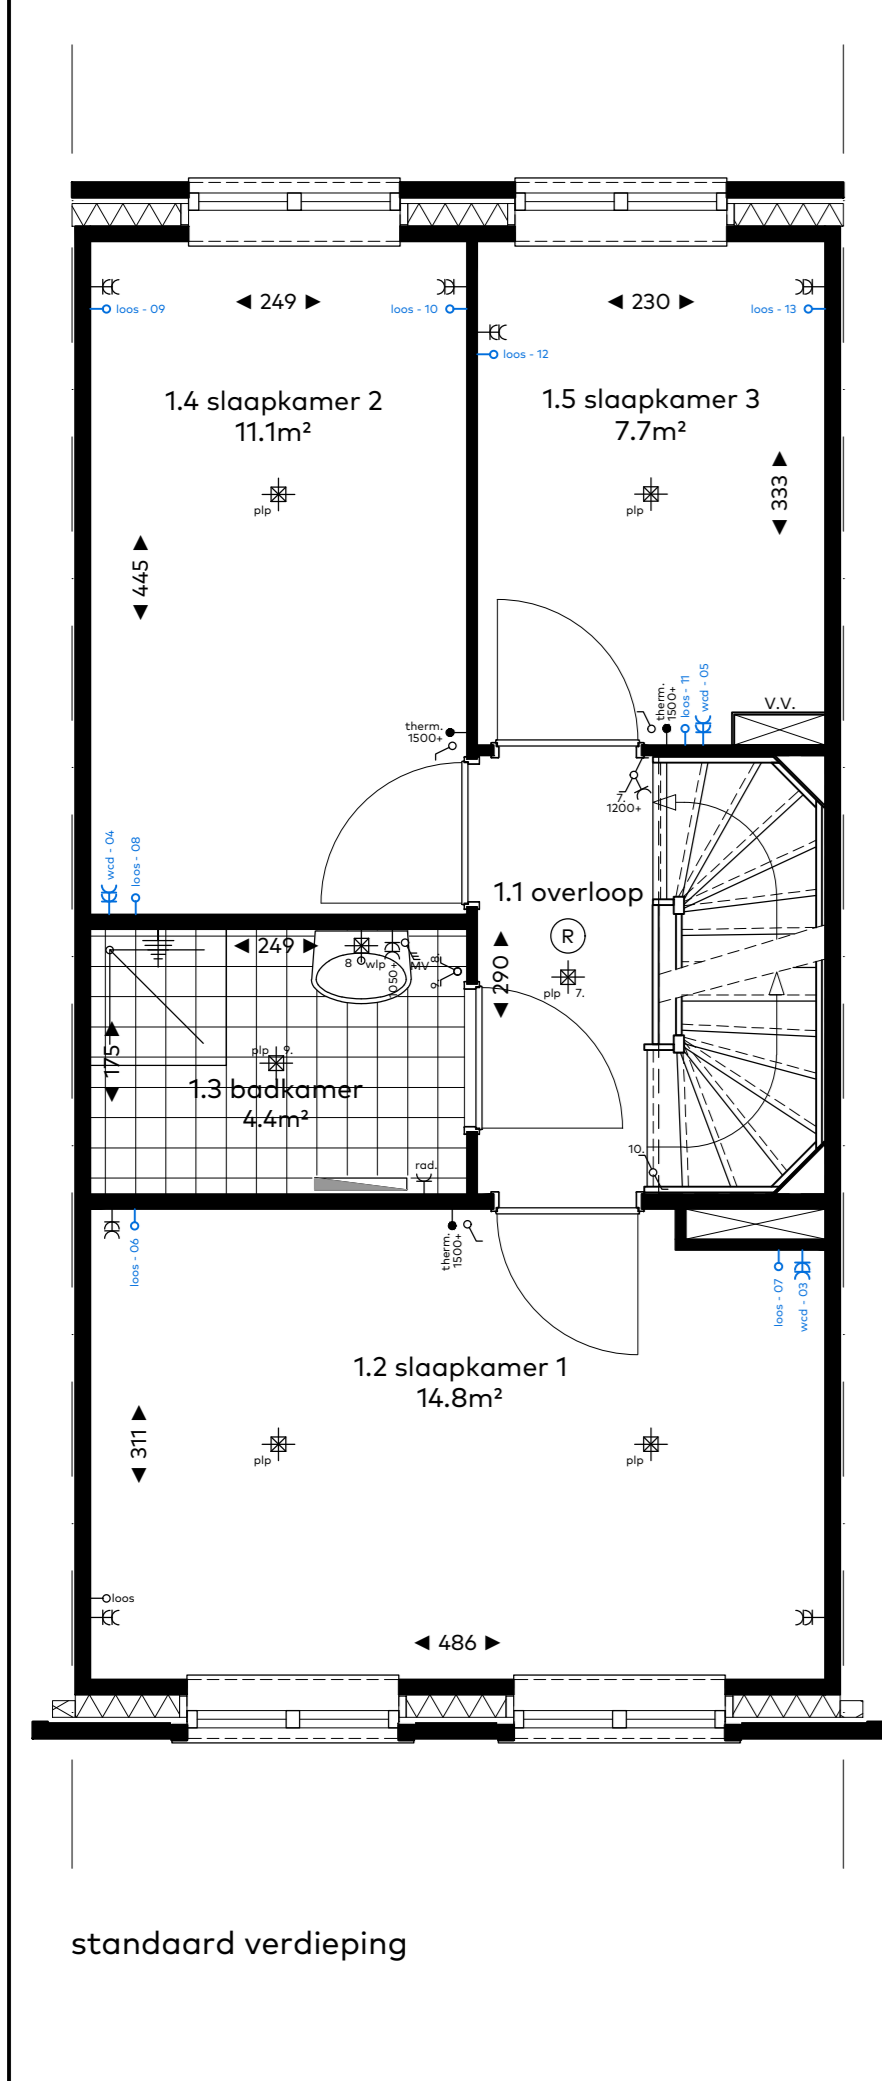 249
230
loos - 09
loos - 10
loos - 13
loos - 12
1.4 slaapkamer 2
11.1m²
1.5 slaapkamer 3
7.7m²
plp
plp
333
445
therm.
1500+
therm.
1500+
loos - 11
wcd - 05
V.V.
7.
1200+
wcd - 04
loos - 08
1.1 overloop
R
290
plp
7.
249
8
wlp
1050+
MV
8.
9.
175
plp
9.
1.3 badkamer
4.4m²
rad.
10.
loos - 06
therm.
1500+
loos - 07
wcd - 03
1.2 slaapkamer 1
14.8m²
311
plp
plp
loos
486
standaard verdieping